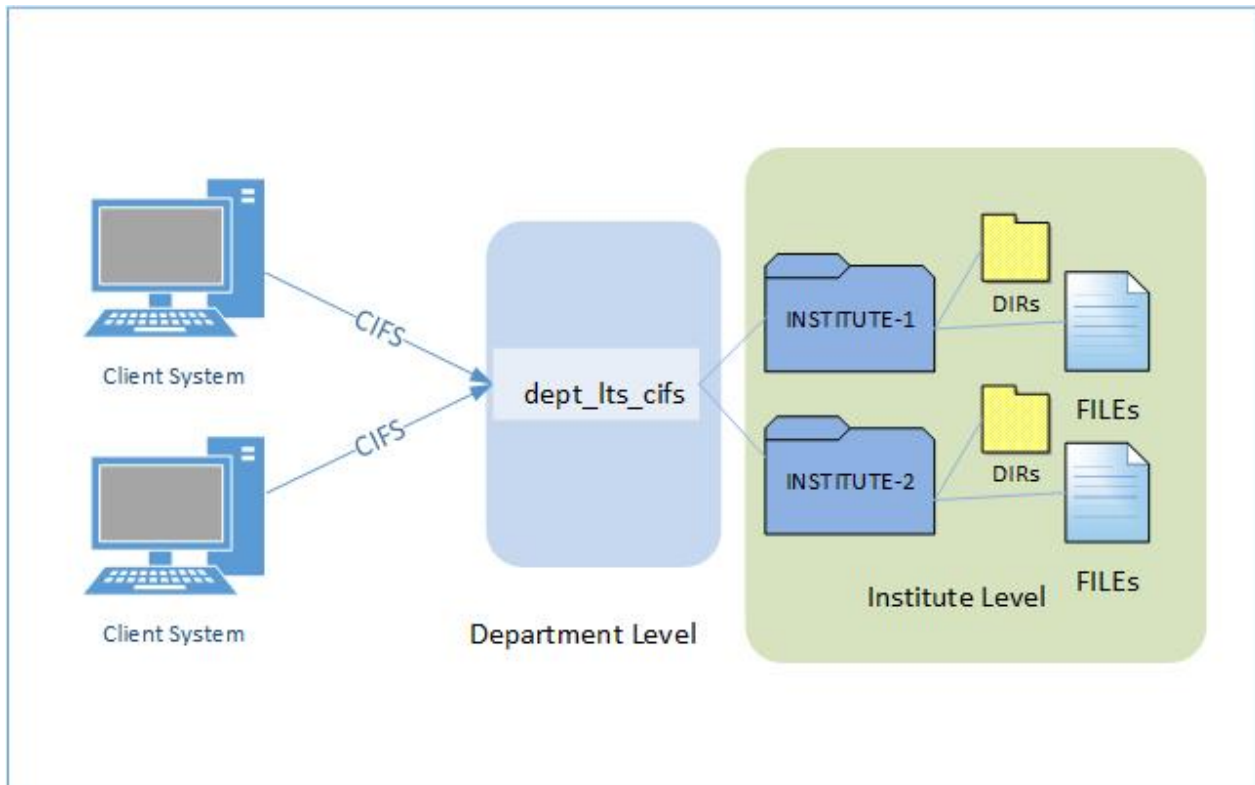 CIFS
Client System
CIFS
Client System
dept_lts_cifs
Department Level
INSTITUTE-1
DIRs
FILEs
INSTITUTE-2
DIRs
FILEs
Institute Level